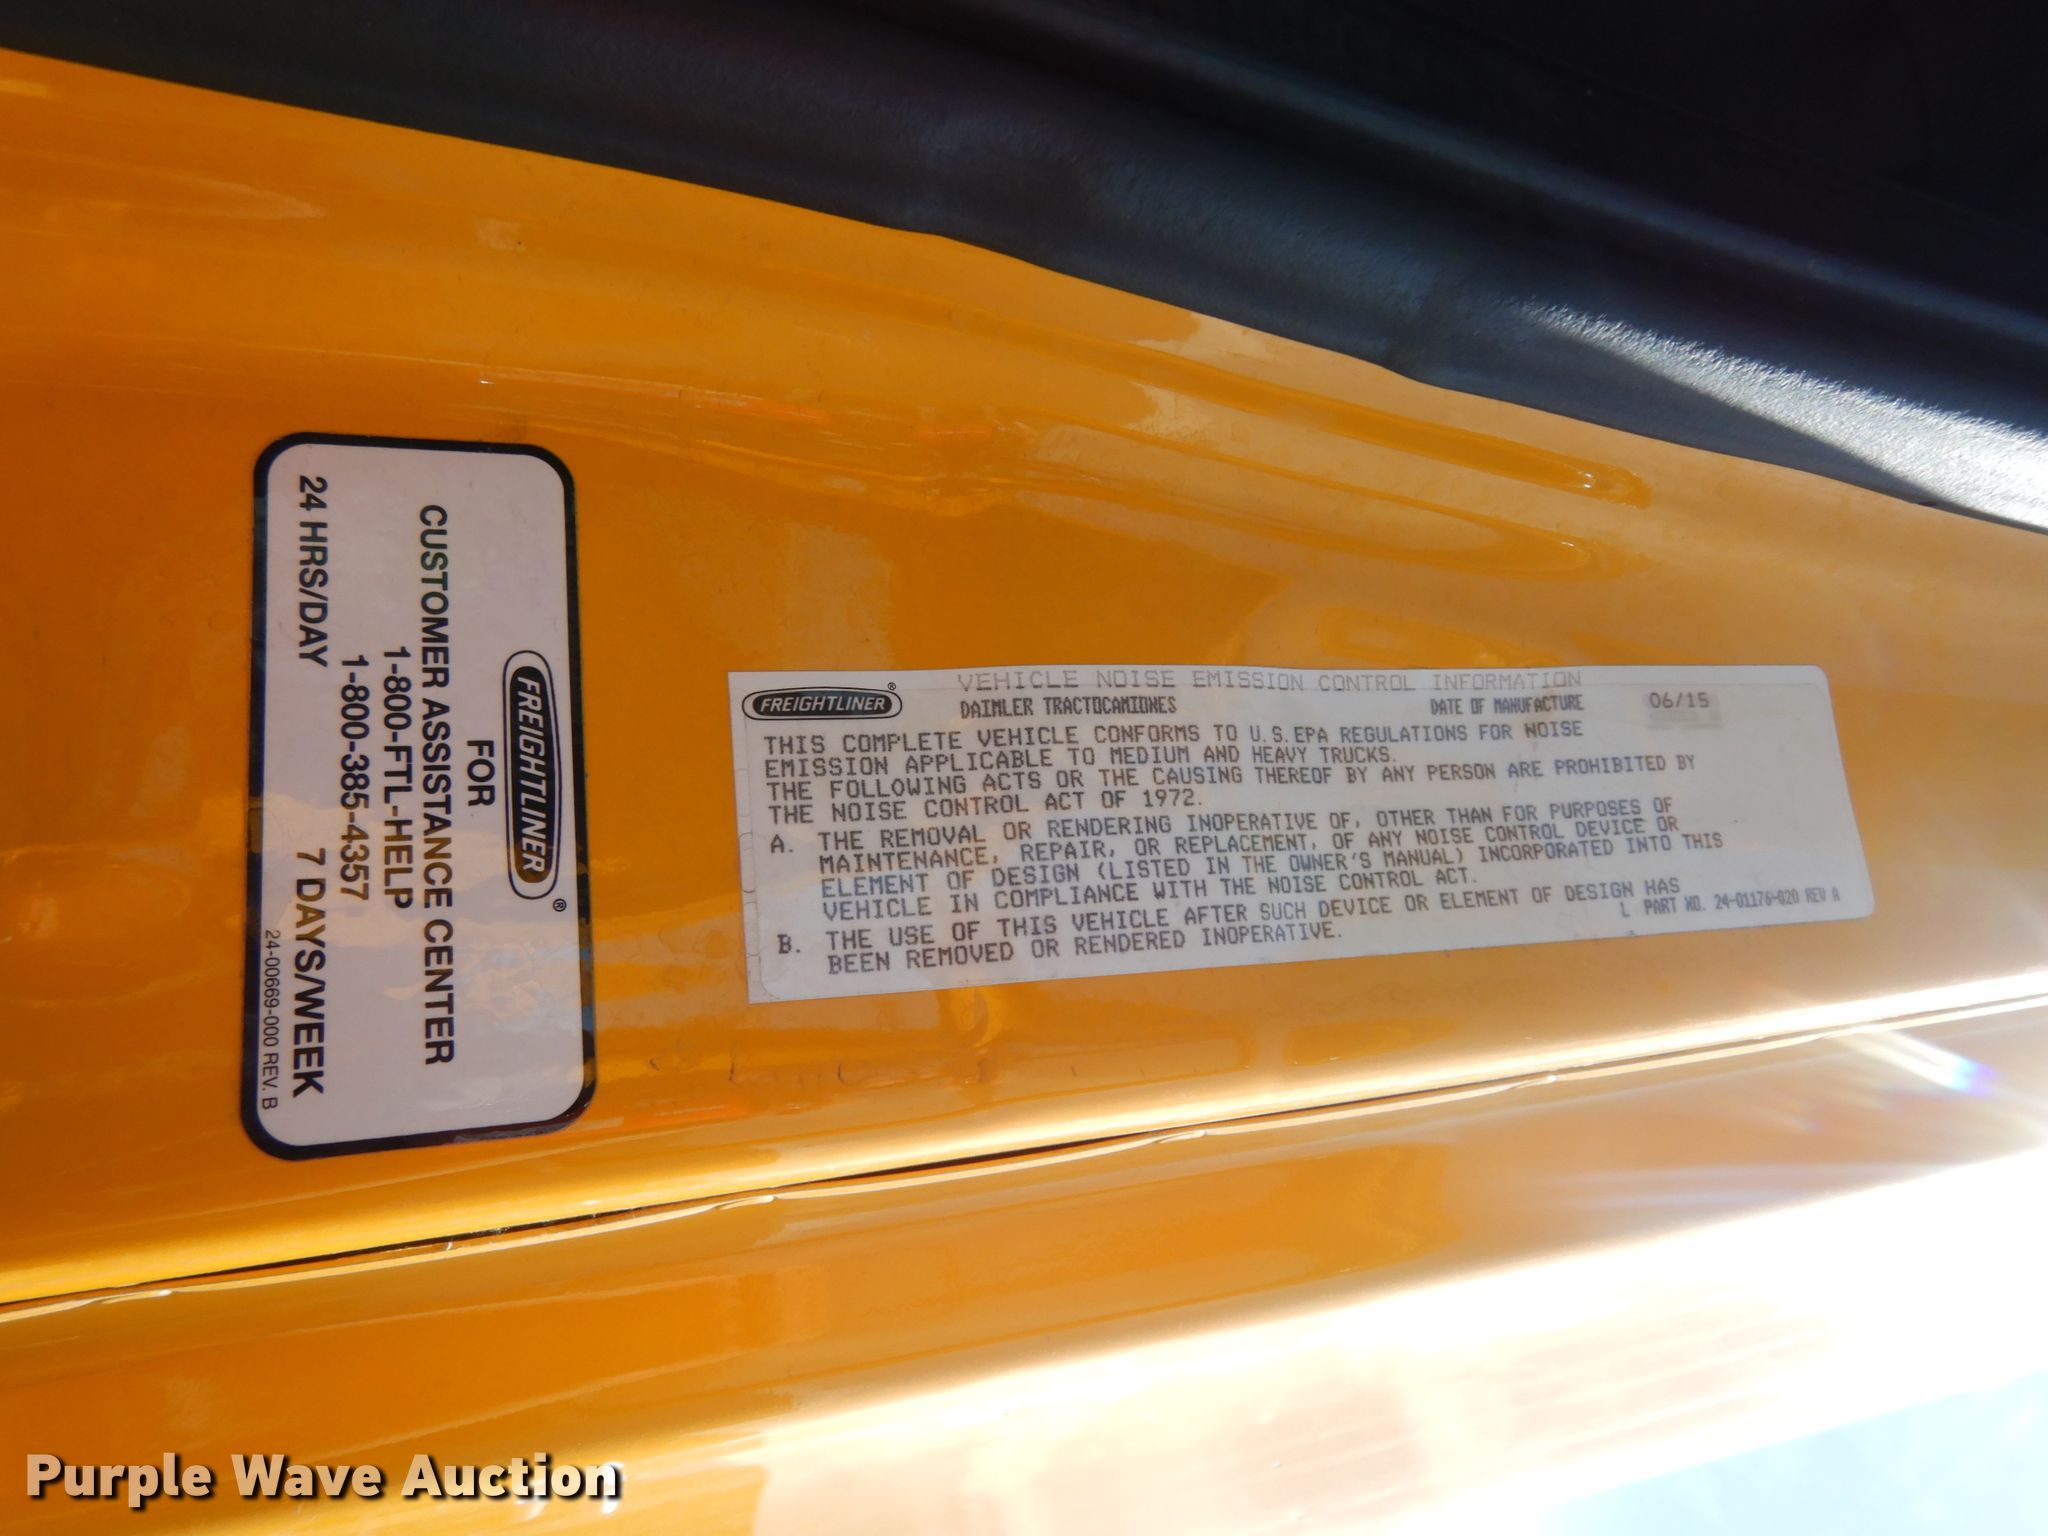 FREIGHTLINER®
FOR
CUSTOMER ASSISTANCE CENTER
1-800-FTL-HELP
1-800-385-4357
24 HRS/DAY 7 DAYS/WEEK
24-00669-000 REV. B
FREIGHTLINER®
VEHICLE NOISE EMISSION CONTROL INFORMATION
DAIMLER TRACTOCAMIONES DATE OF MANUFACTURE 06/15
THIS COMPLETE VEHICLE CONFORMS TO U.S.EPA REGULATIONS FOR NOISE
EMISSION APPLICABLE TO MEDIUM AND HEAVY TRUCKS.
THE FOLLOWING ACTS OR THE CAUSING THEREOF BY ANY PERSON ARE PROHIBITED BY
THE NOISE CONTROL ACT OF 1972.
A. THE REMOVAL OR RENDERING INOPERATIVE OF, OTHER THAN FOR PURPOSES OF
MAINTENANCE, REPAIR, OR REPLACEMENT, OF ANY NOISE CONTROL DEVICE OR
ELEMENT OF DESIGN (LISTED IN THE OWNER'S MANUAL) INCORPORATED INTO THIS
VEHICLE IN COMPLIANCE WITH THE NOISE CONTROL ACT.
B. THE USE OF THIS VEHICLE AFTER SUCH DEVICE OR ELEMENT OF DESIGN HAS
BEEN REMOVED OR RENDERED INOPERATIVE.
L PART NO. 24-01176-020 REV A
Purple Wave Auction